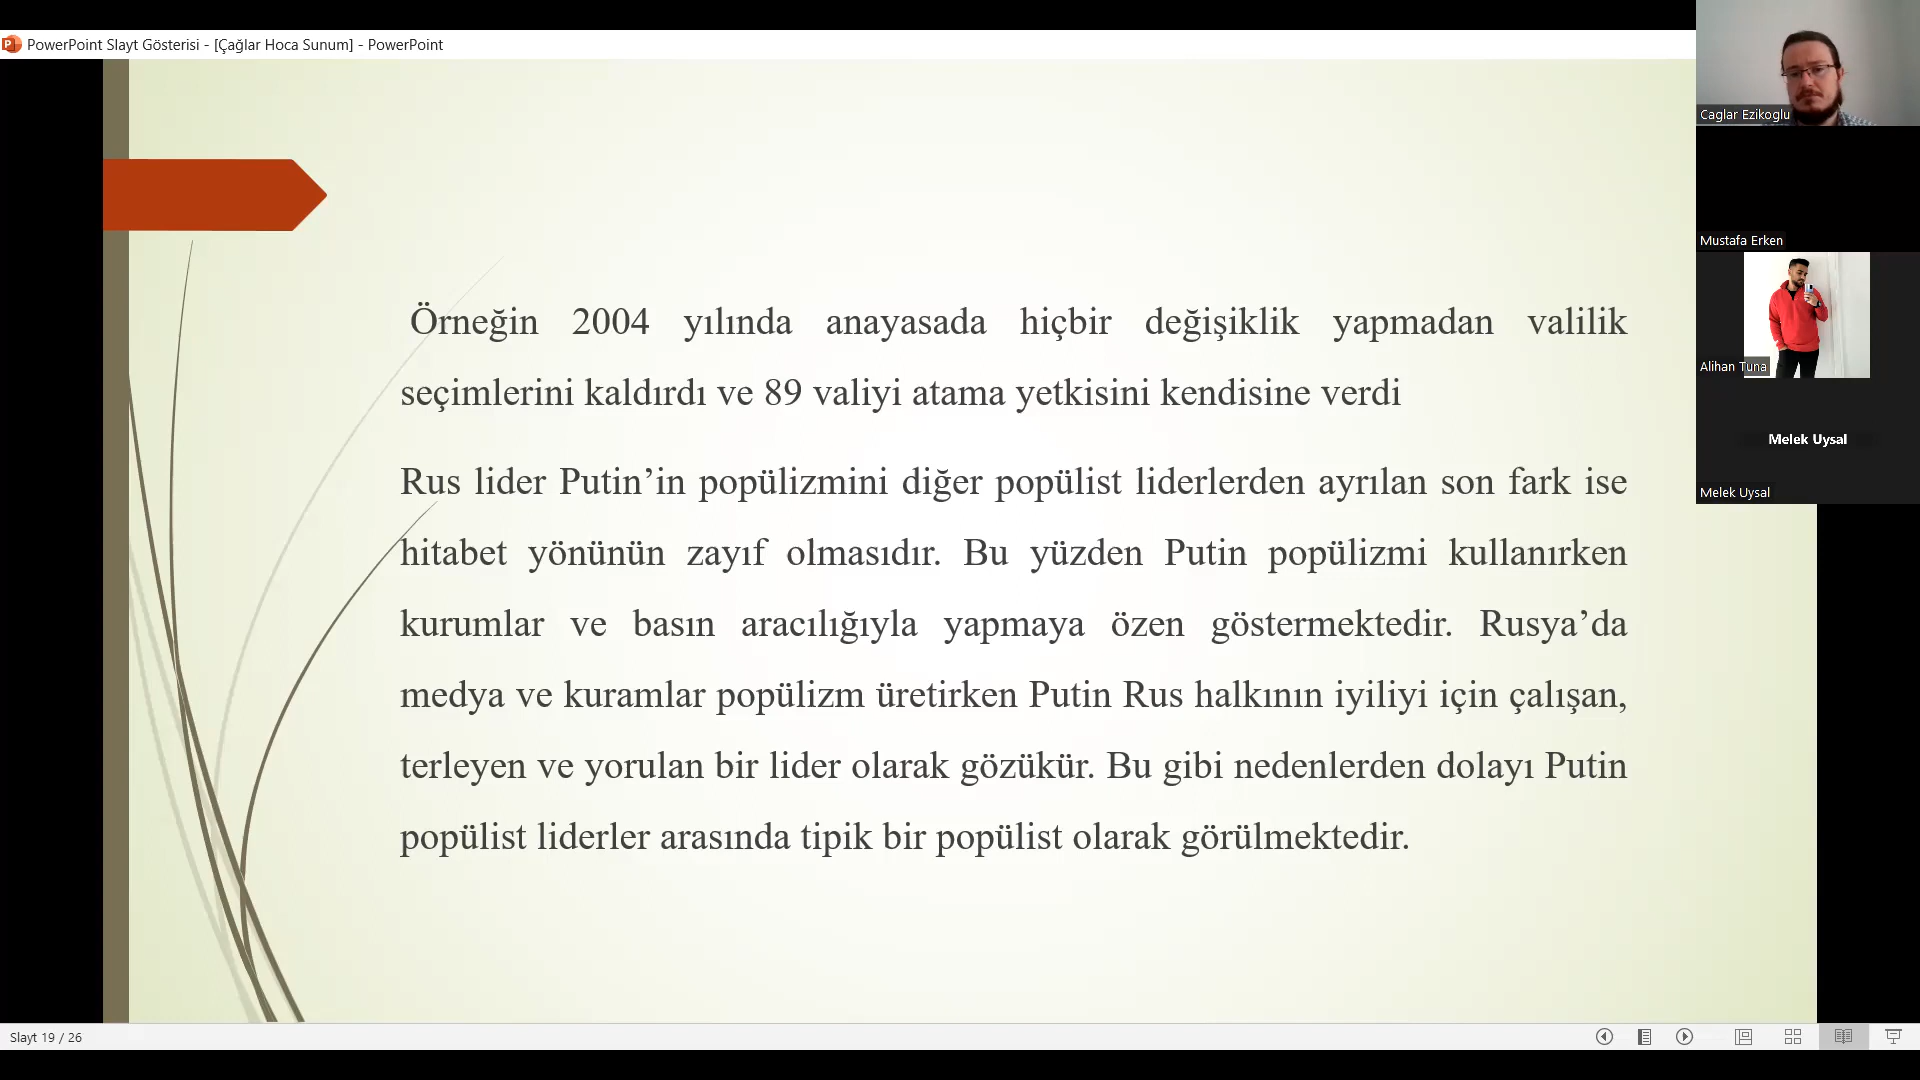 PowerPoint Slayt Gösterisi - [Çağlar Hoca Sunum] - PowerPoint
Caglar Ezikoglu
Mustafa Erken
Alihan Tuna
Melek Uysal
Melek Uysal
Örneğin 2004 yılında anayasada hiçbir değişiklik yapmadan valilik
seçimlerini kaldırdı ve 89 valiyi atama yetkisini kendisine verdi
Rus lider Putin’in popülizmini diğer popülist liderlerden ayrılan son fark ise
hitabet yönünün zayıf olmasıdır. Bu yüzden Putin popülizmi kullanırken
kurumlar ve basın aracılığıyla yapmaya özen göstermektedir. Rusya’da
medya ve kuramlar popülizm üretirken Putin Rus halkının iyiliyi için çalışan,
terleyen ve yorulan bir lider olarak gözükür. Bu gibi nedenlerden dolayı Putin
popülist liderler arasında tipik bir popülist olarak görülmektedir.
Slayt 19 / 26